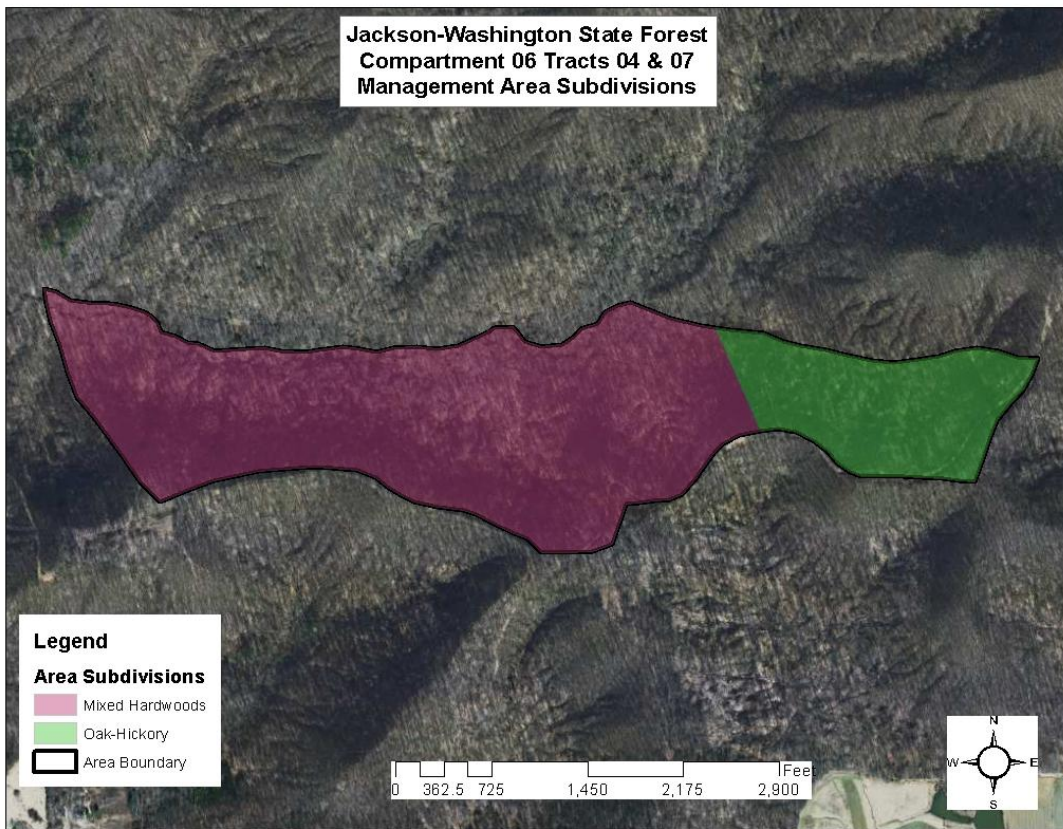 Jackson-Washington State Forest
Compartment 06 Tracts 04 & 07
Management Area Subdivisions
Legend
Area Subdivisions
Mixed Hardwoods
Oak-Hickory
Area Boundary
Feet
0 362.5 725 1,450 2,175 2,900
N
W E
S